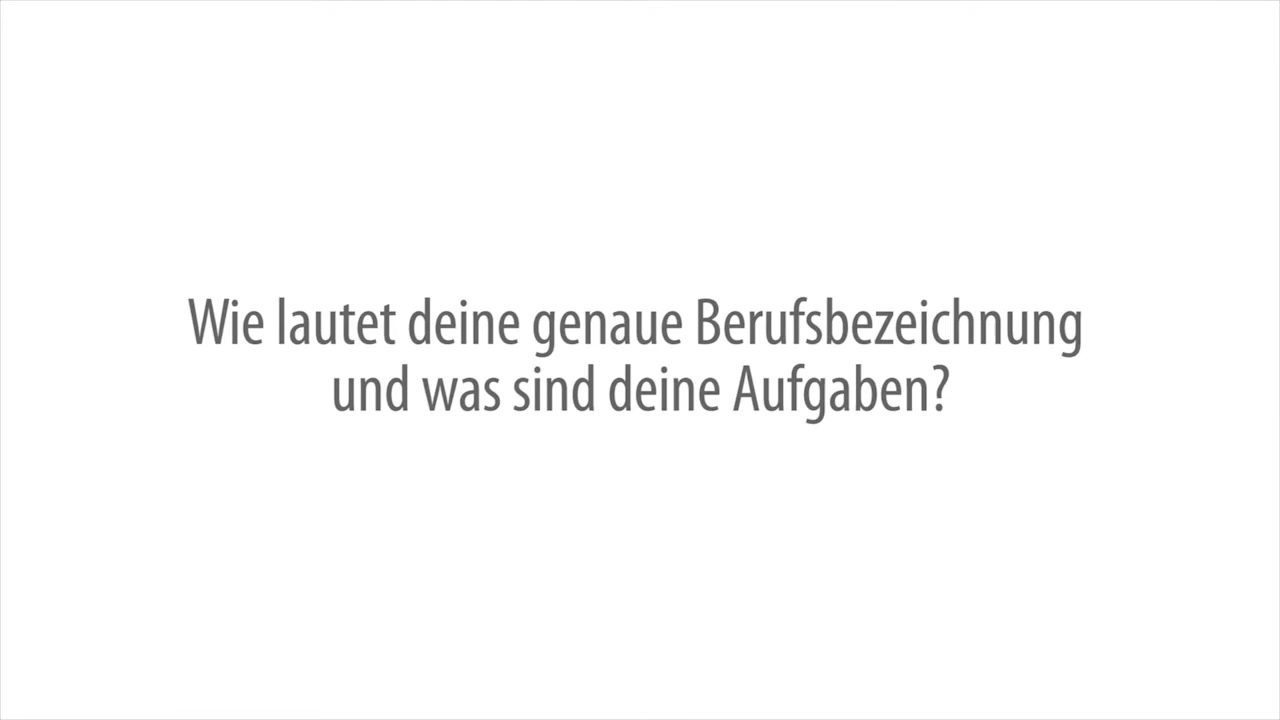 Wie lautet deine genaue Berufsbezeichnung
und was sind deine Aufgaben?